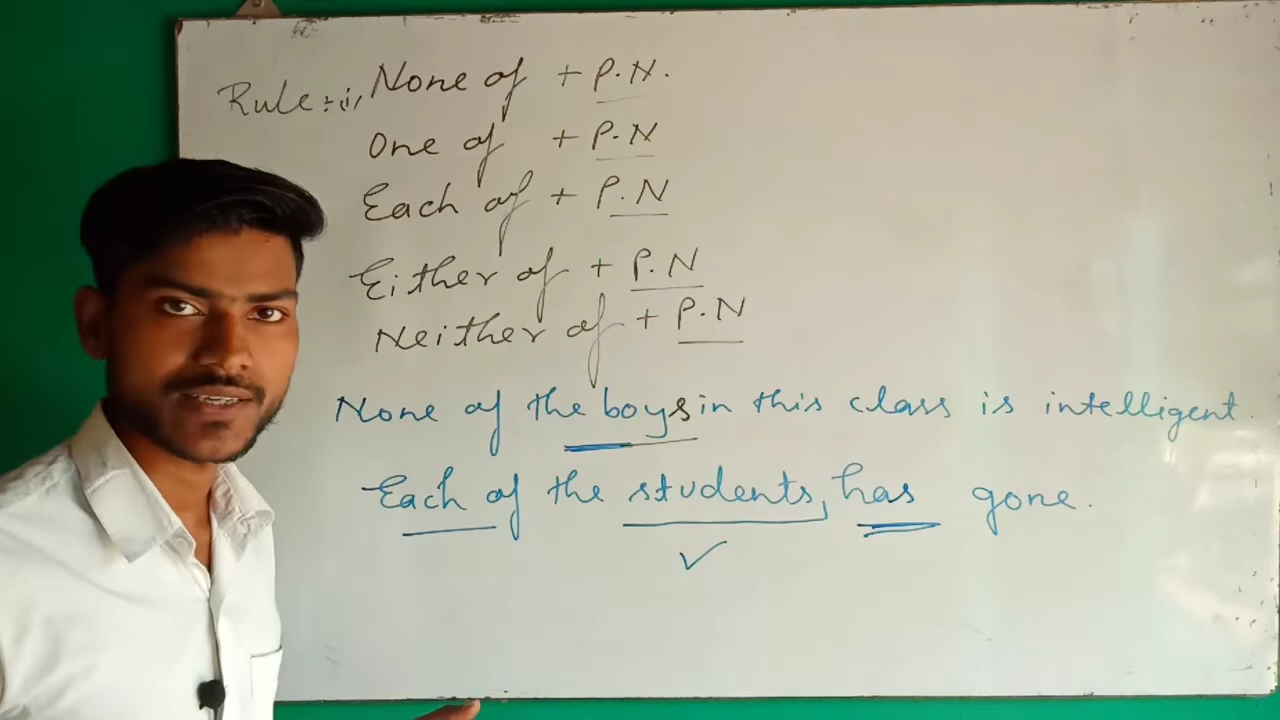 Rule:-i, None of + P.N.
One of + P.N
Each of + P.N
Either of + P.N
Neither of + P.N
None of the boys in this class is intelligent.
Each of the students, has gone.